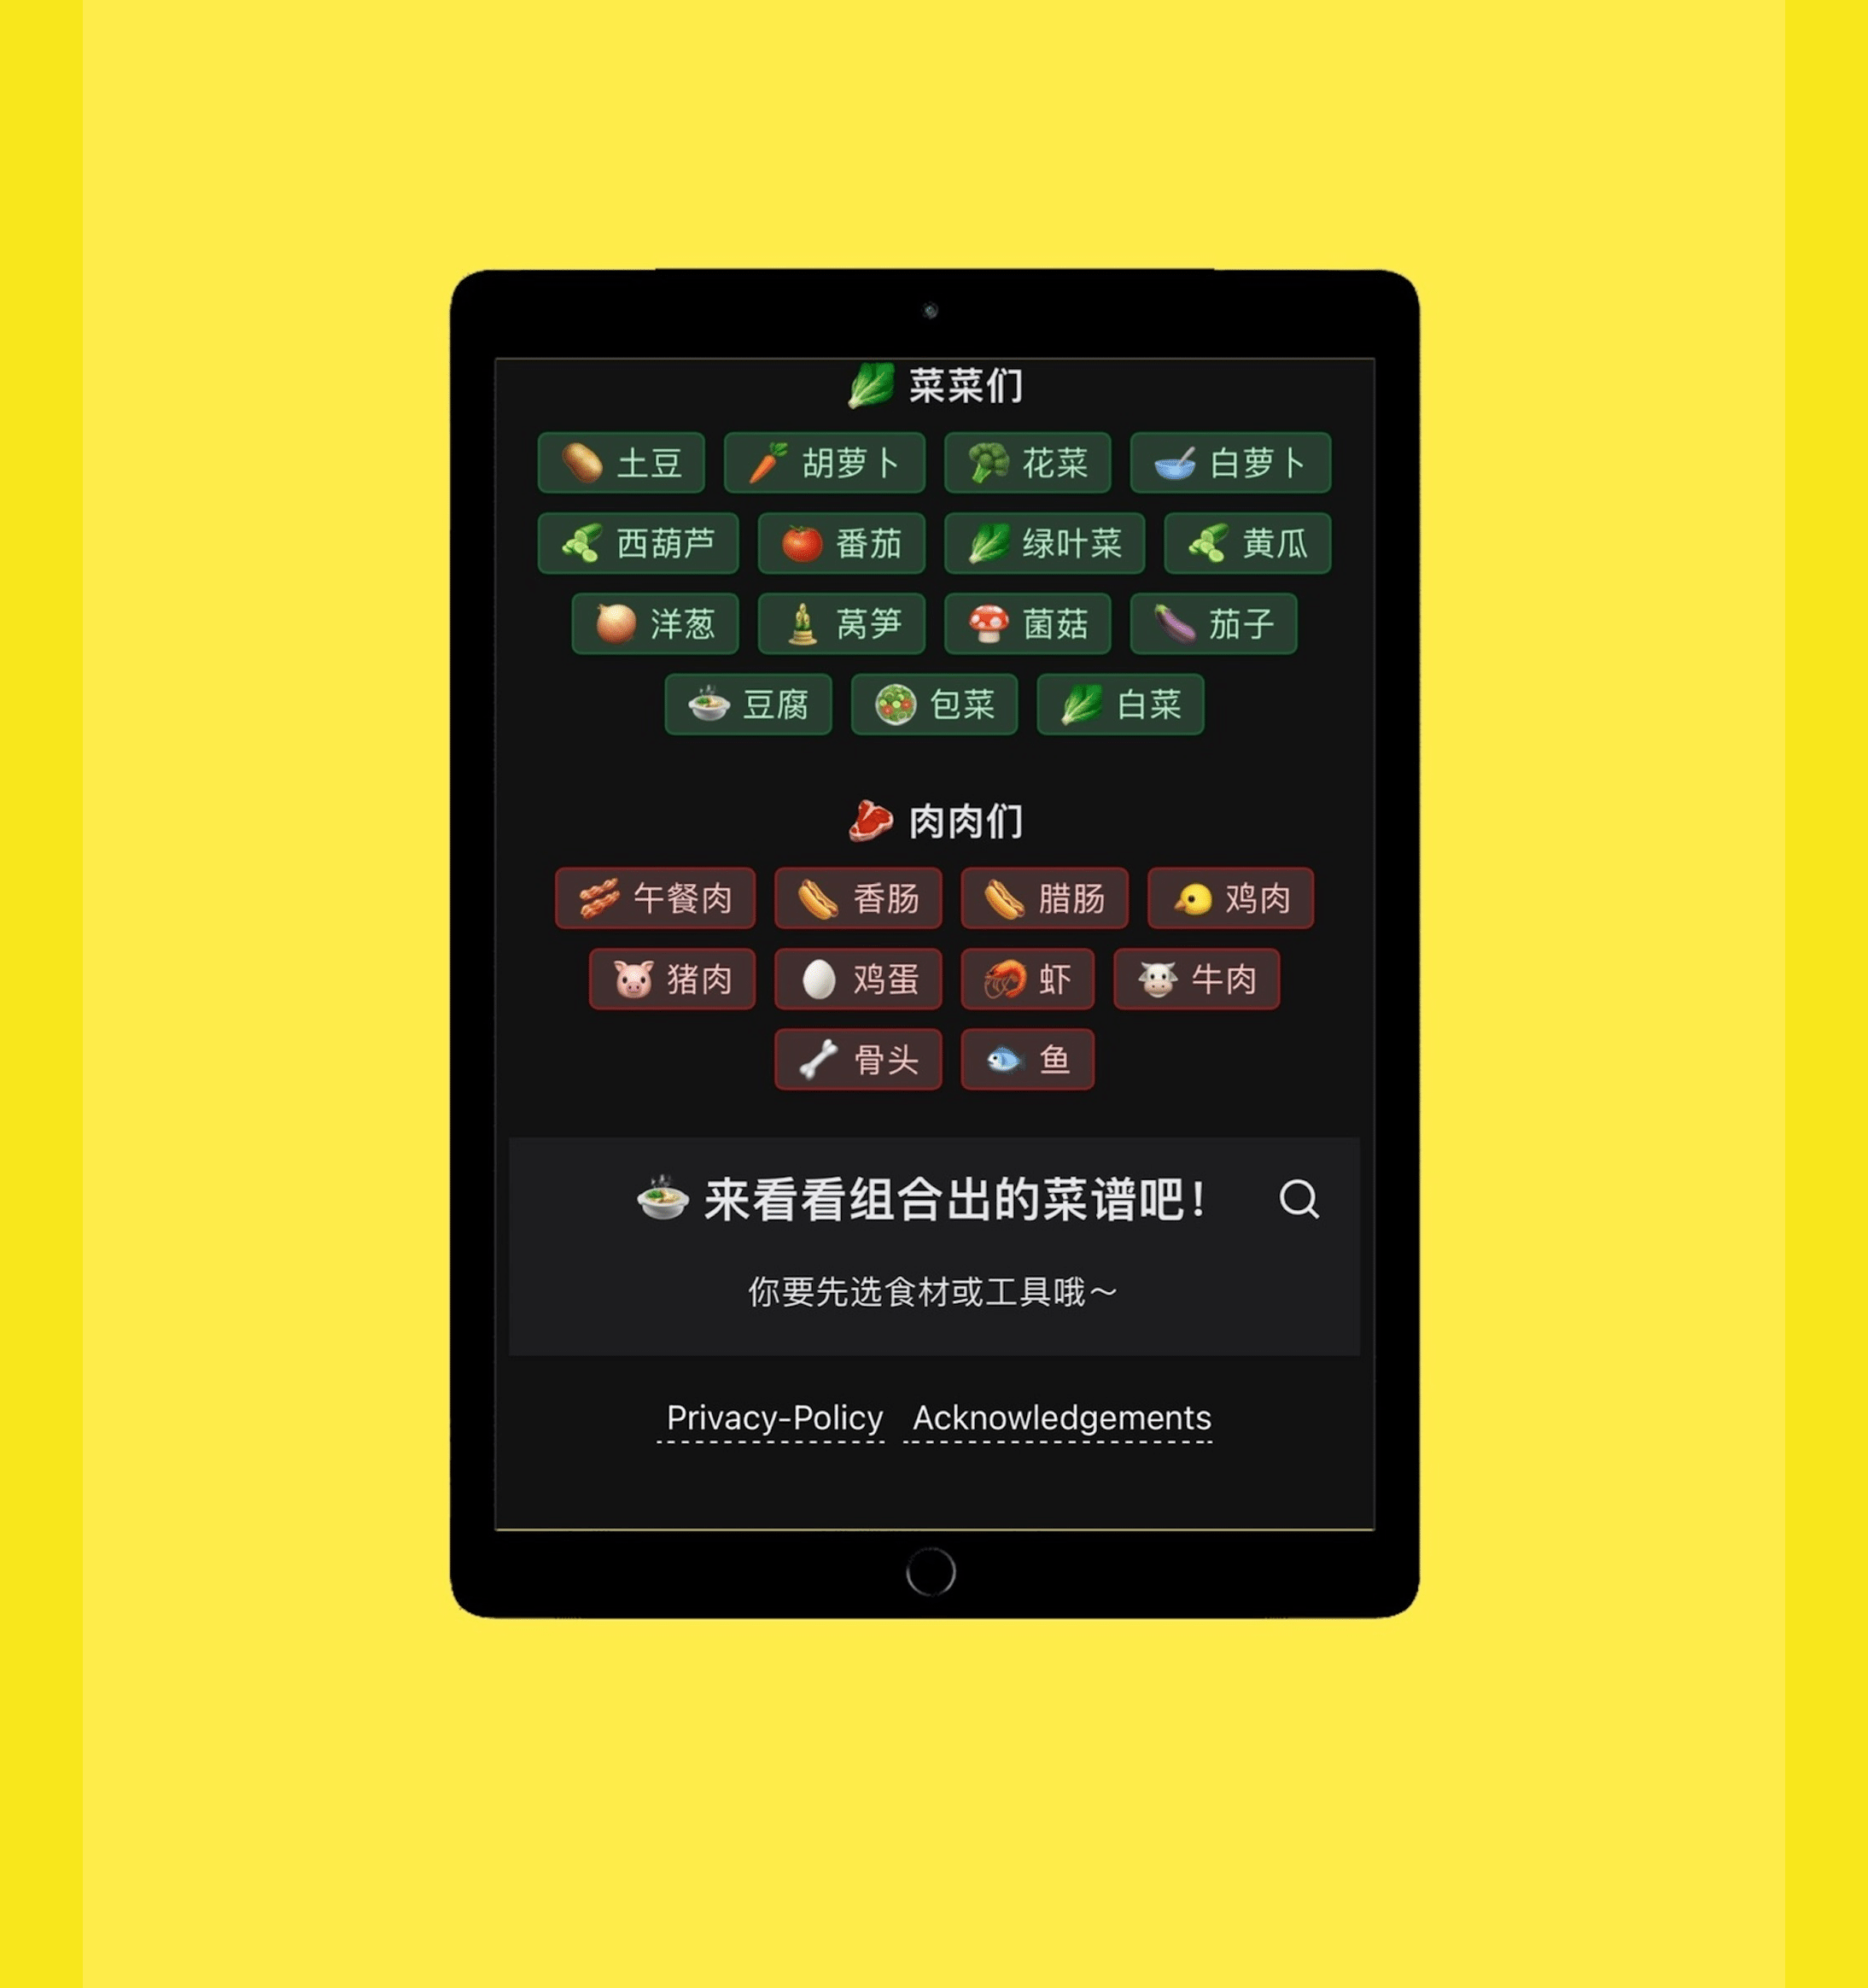 🥬 菜菜们
🥔 土豆 🥕 胡萝卜 🥦 花菜 🥣 白萝卜
🥒 西葫芦 🍅 番茄 🥬 绿叶菜 🥒 黄瓜
🧅 洋葱 🎍 莴笋 🍄 菌菇 🍆 茄子
🍲 豆腐 🥗 包菜 🥬 白菜
🥩 肉肉们
🥓 午餐肉 🌭 香肠 🌭 腊肠 🐤 鸡肉
🐷 猪肉 🥚 鸡蛋 🦐 虾 🐮 牛肉
🦴 骨头 🐟 鱼
🍲 来看看组合出的菜谱吧！
你要先选食材或工具哦～
Privacy-Policy Acknowledgements